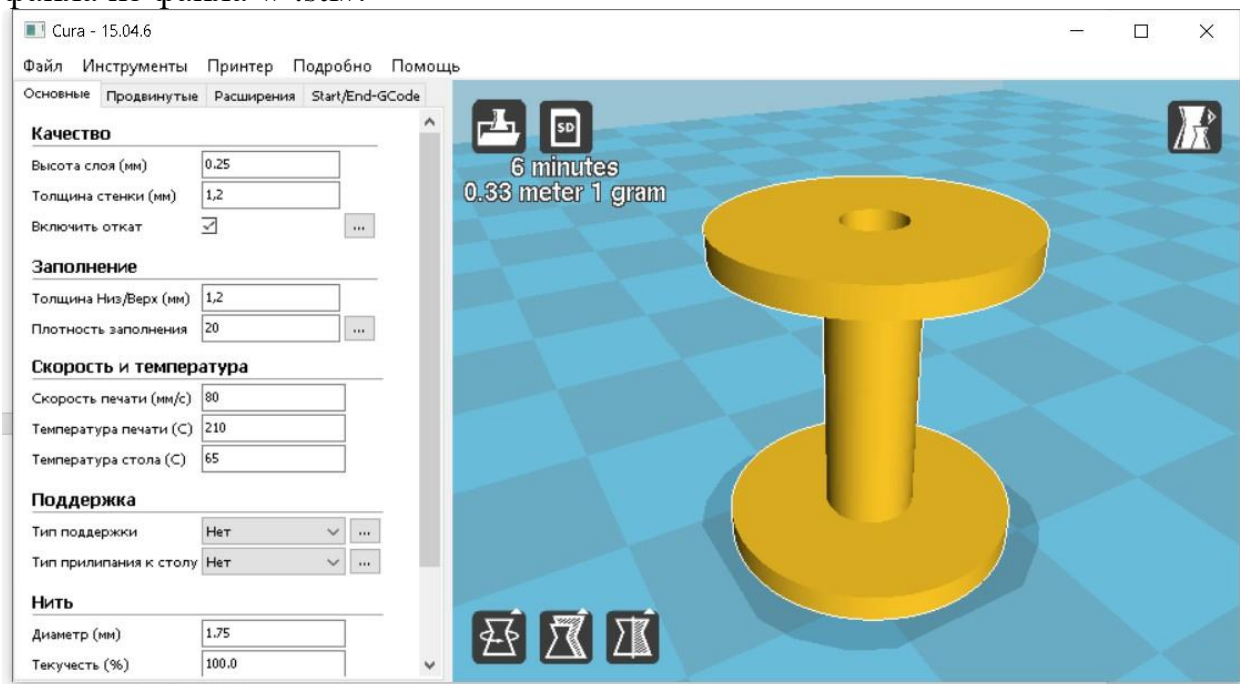 Cura - 15.04.6
Файл Инструменты Принтер Подробно Помощь
Основные Продвинутые Расширения Start/End-GCode
Качество
Высота слоя (мм) 0.25
Толщина стенки (мм) 1,2
Включить откат ...
Заполнение
Толщина Низ/Верх (мм) 1,2
Плотность заполнения 20 ...
Скорость и температура
Скорость печати (мм/с) 80
Температура печати (C) 210
Температура стола (C) 65
Поддержка
Тип поддержки Нет ...
Тип прилипания к столу Нет ...
Нить
Диаметр (мм) 1.75
Текучесть (%) 100.0
SD
6 minutes
0.33 meter 1 gram